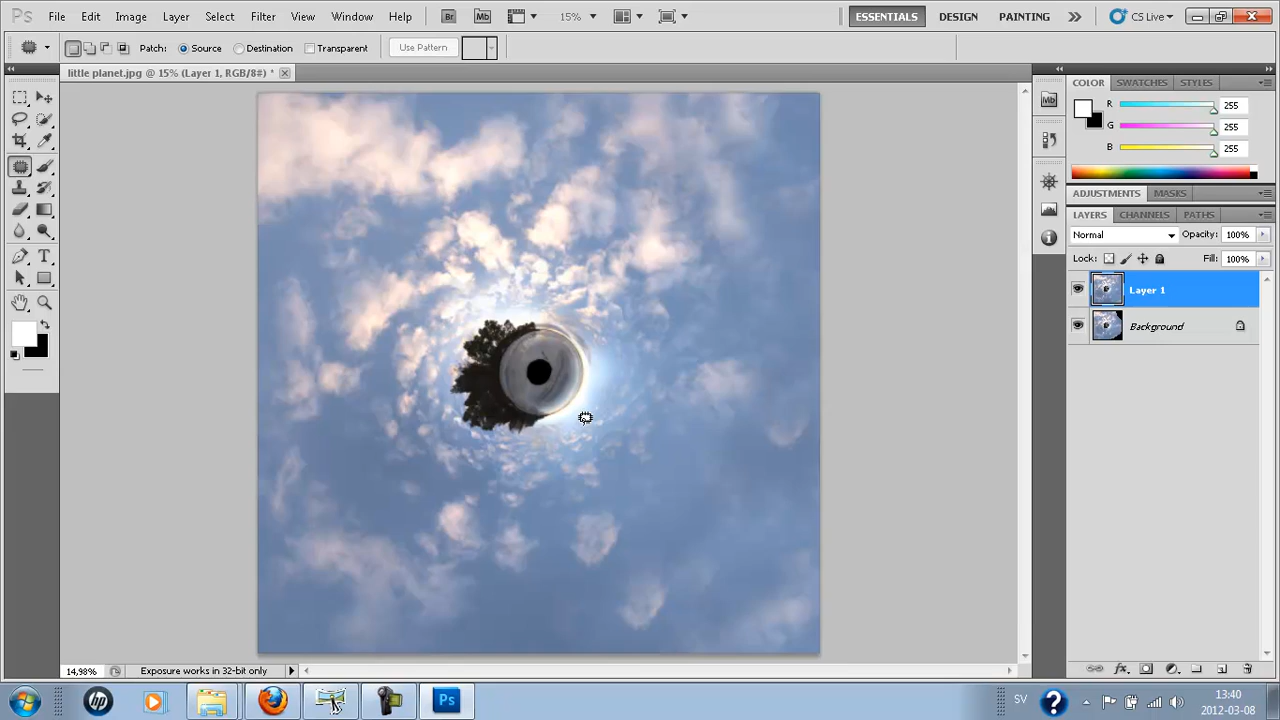 Ps File Edit Image Layer Select Filter View Window Help Br Mb 15% ESSENTIALS DESIGN PAINTING CS Live
Patch: Source Destination Transparent Use Pattern
little planet.jpg @ 15% (Layer 1, RGB/8#) *
COLOR SWATCHES STYLES
Mb
R 255
G 255
B 255
ADJUSTMENTS MASKS
LAYERS CHANNELS PATHS
Normal Opacity: 100%
Lock: Fill: 100%
Layer 1
Background
14,98% Exposure works in 32-bit only
hp Ps SV ? 13:40
2012-03-08